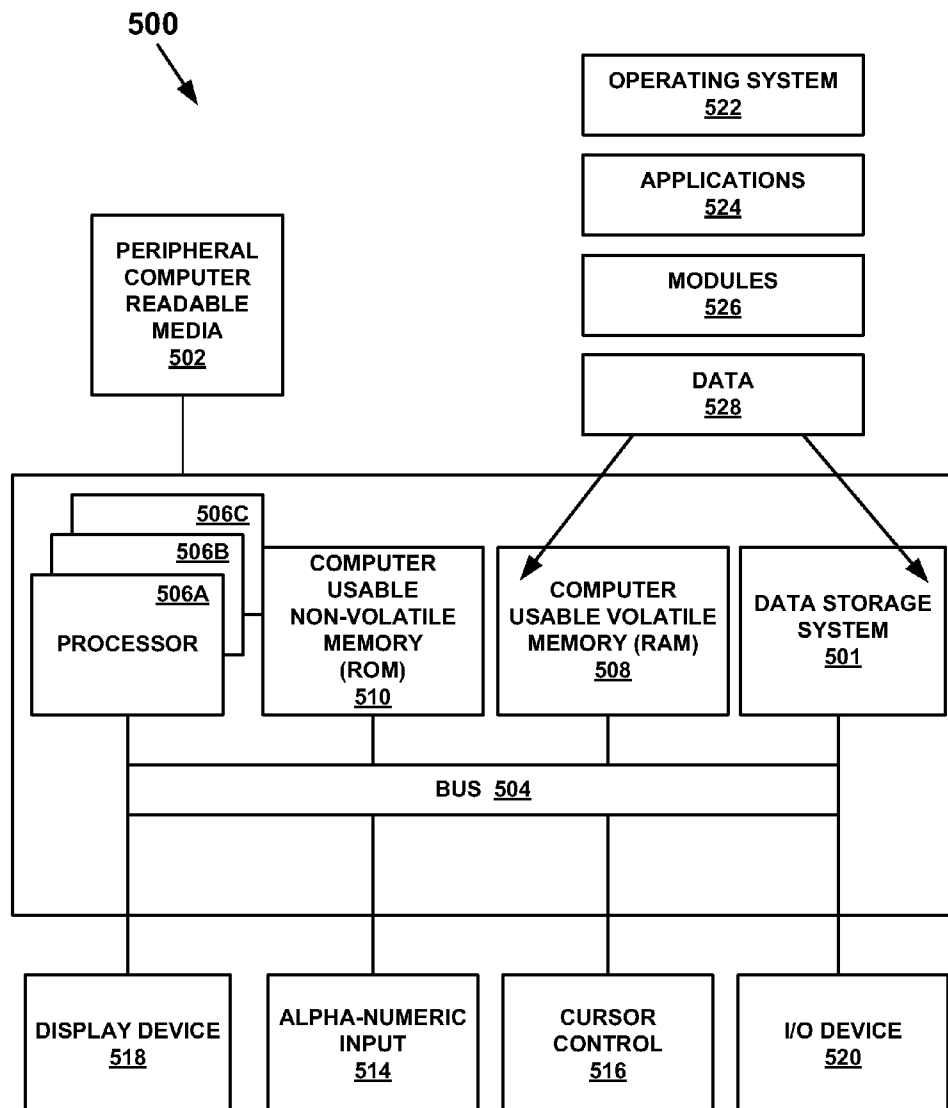 500
OPERATING SYSTEM
522
APPLICATIONS
524
MODULES
526
DATA
528
PERIPHERAL
COMPUTER
READABLE
MEDIA
502
506C
506B
506A
PROCESSOR
COMPUTER
USABLE
NON-VOLATILE
MEMORY
(ROM)
510
COMPUTER
USABLE VOLATILE
MEMORY (RAM)
508
DATA STORAGE
SYSTEM
501
BUS 504
DISPLAY DEVICE
518
ALPHA-NUMERIC
INPUT
514
CURSOR
CONTROL
516
I/O DEVICE
520